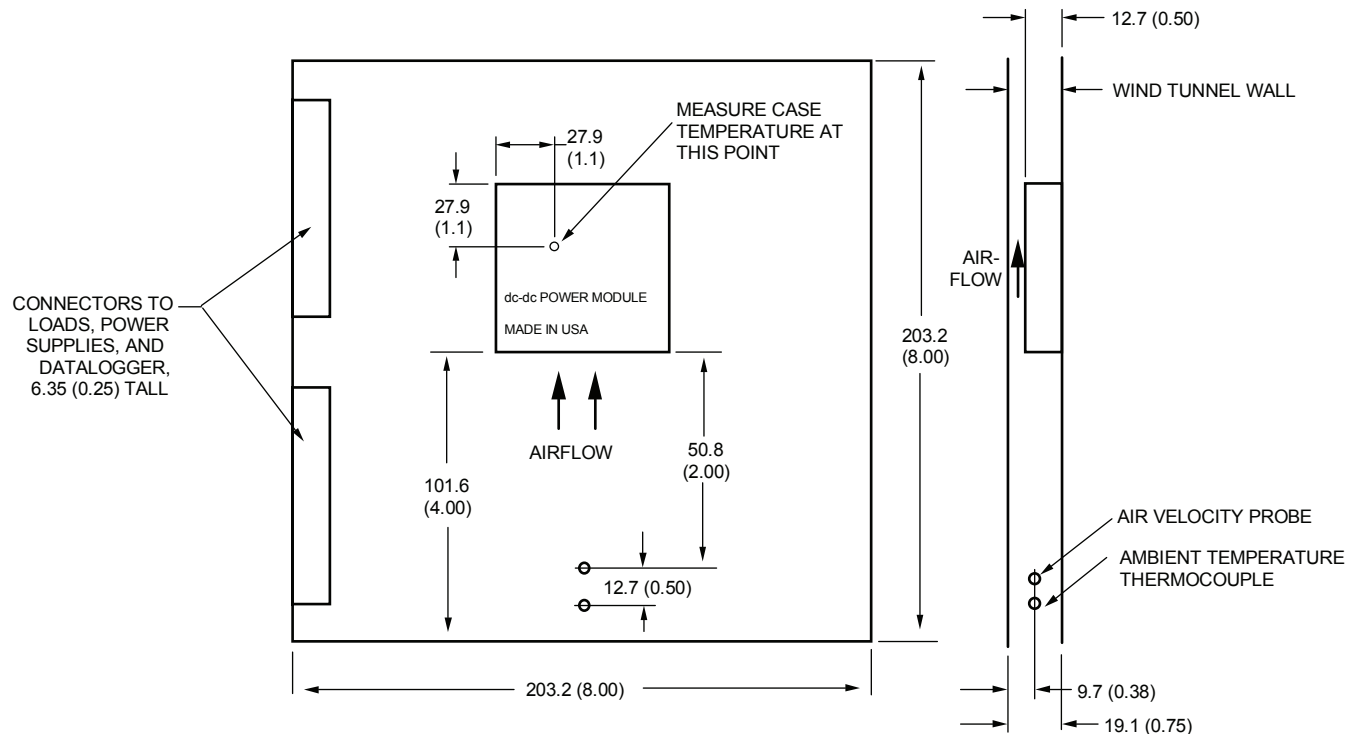 12.7 (0.50)
WIND TUNNEL WALL
MEASURE CASE
TEMPERATURE AT
THIS POINT
27.9
(1.1)
27.9
(1.1)
AIR-
FLOW
dc-dc POWER MODULE
MADE IN USA
CONNECTORS TO
LOADS, POWER
SUPPLIES, AND
DATALOGGER,
6.35 (0.25) TALL
203.2
(8.00)
AIRFLOW
50.8
(2.00)
101.6
(4.00)
AIR VELOCITY PROBE
AMBIENT TEMPERATURE
THERMOCOUPLE
12.7 (0.50)
203.2 (8.00)
9.7 (0.38)
19.1 (0.75)